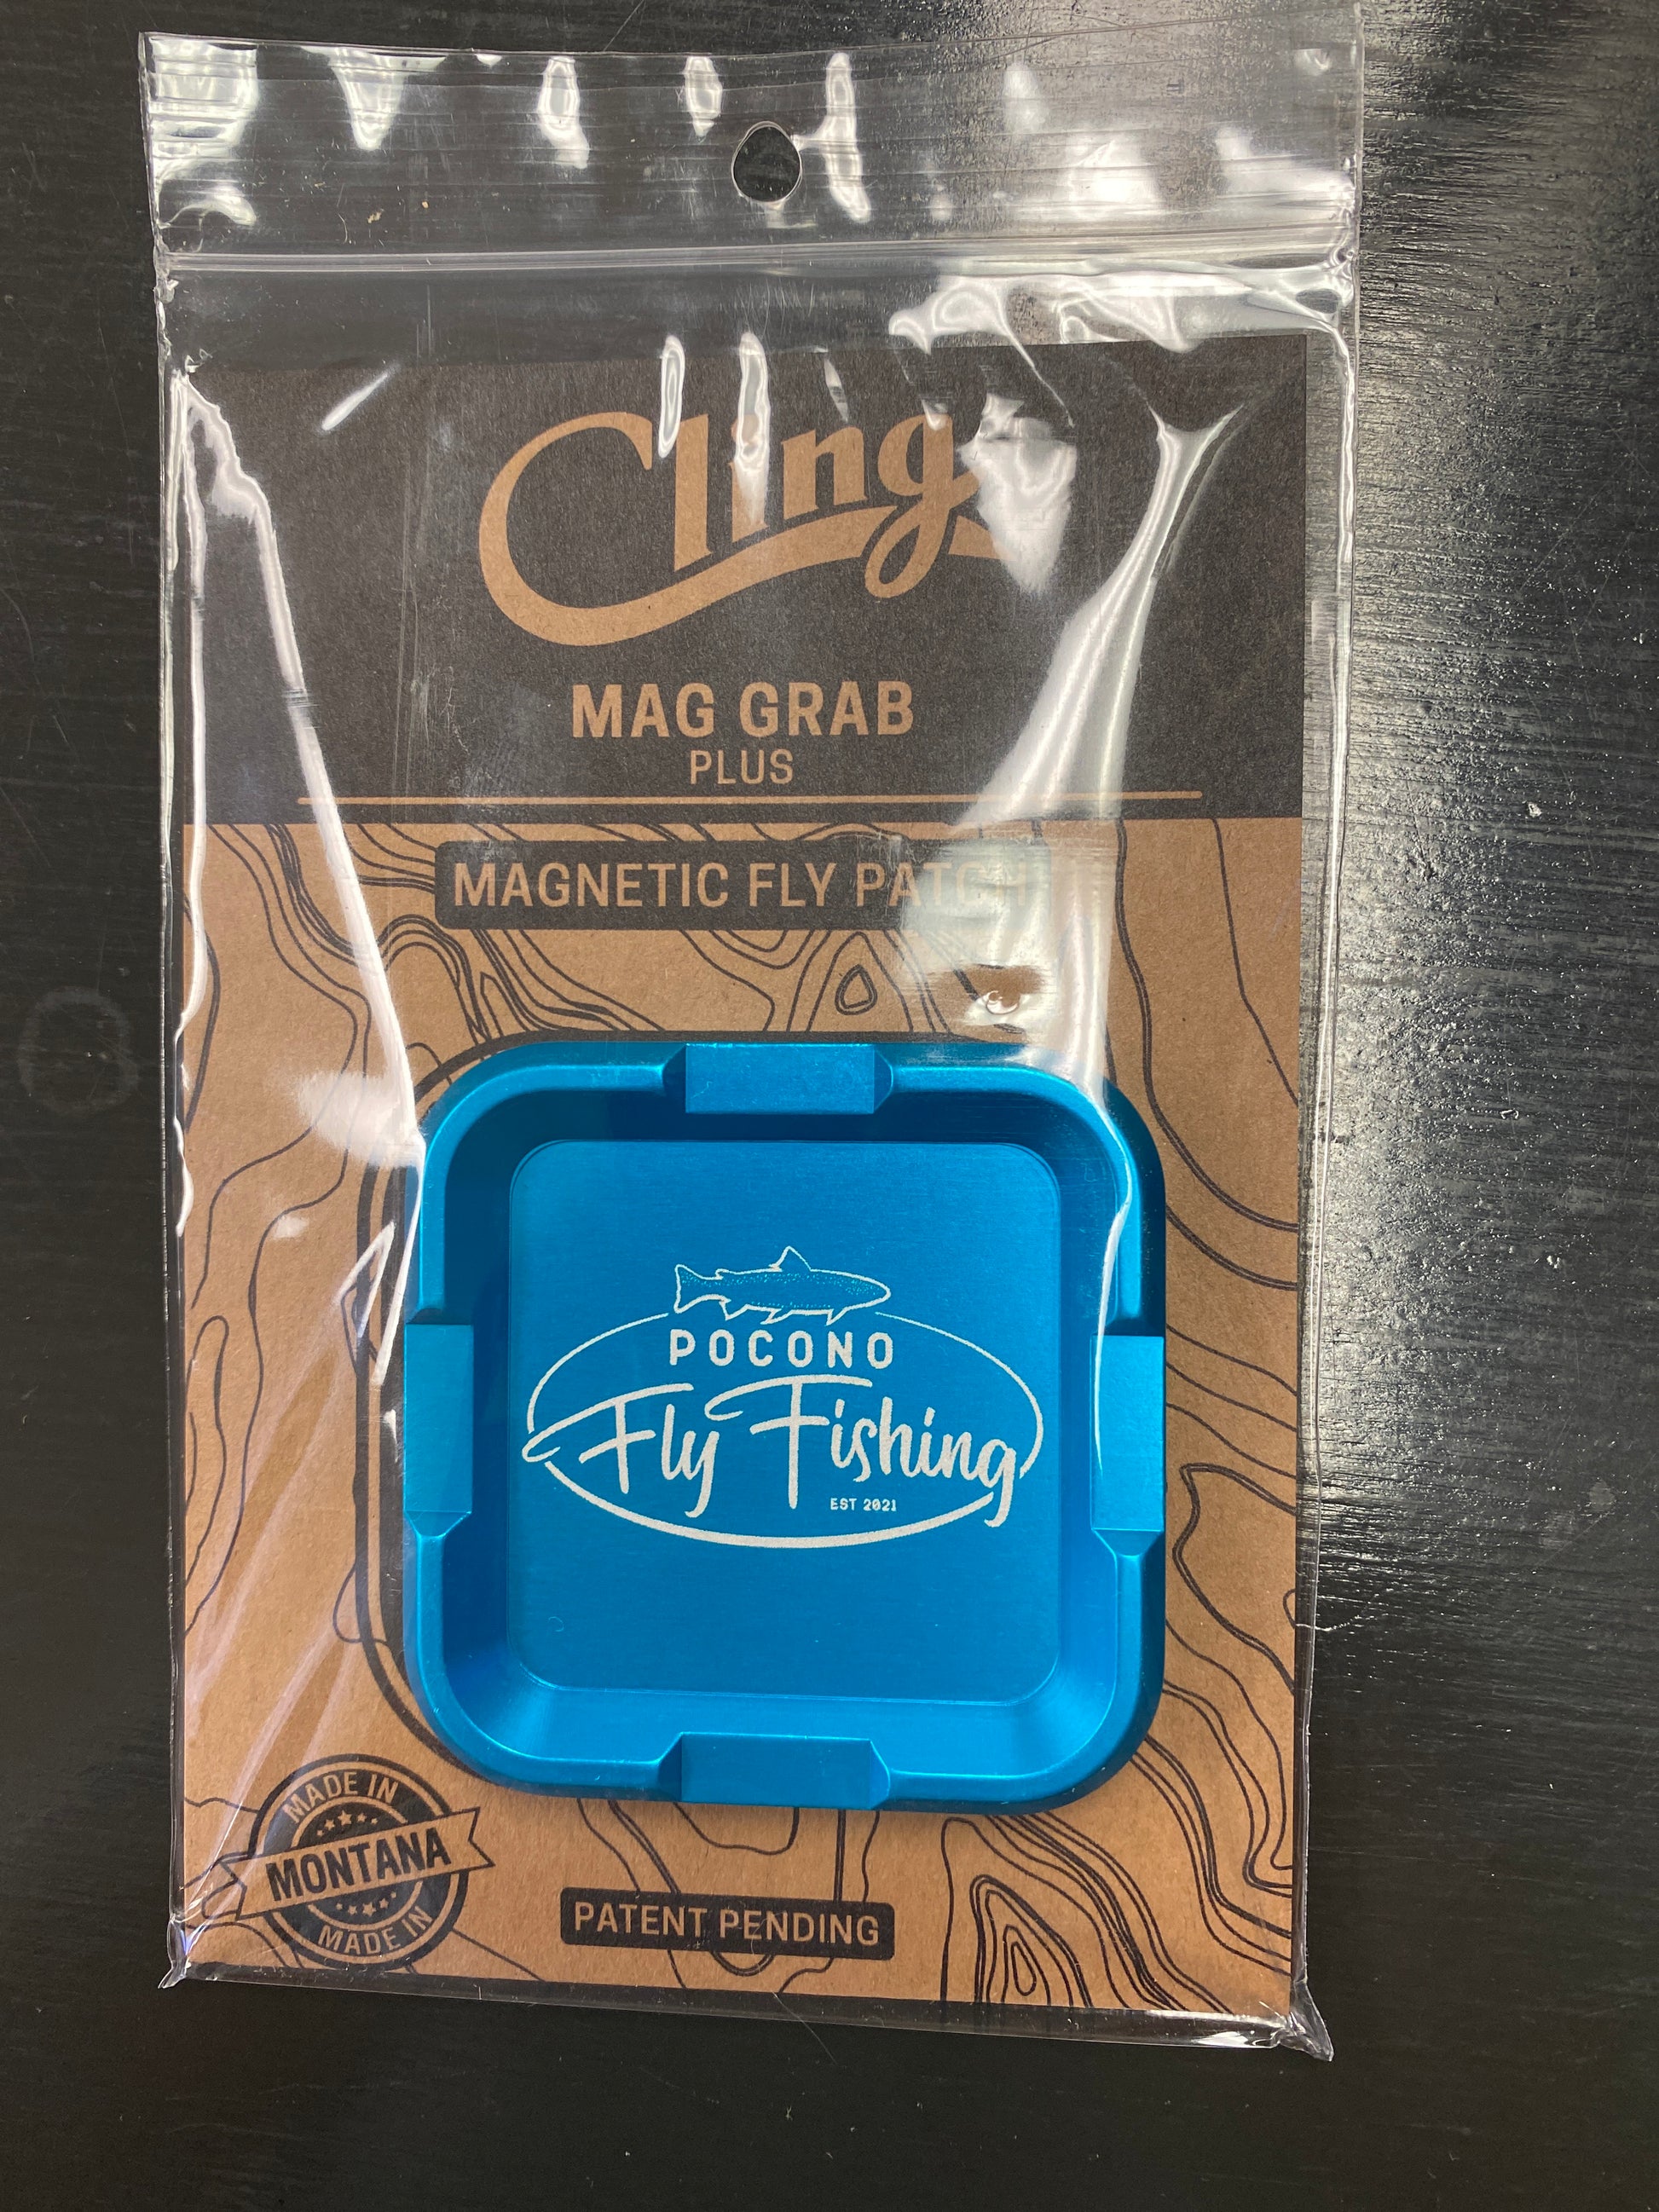 Cling
MAG GRAB
PLUS
MAGNETIC FLY PATCH
POCONO
Fly Fishing
EST 2021
MADE IN
MONTANA
MADE IN
PATENT PENDING